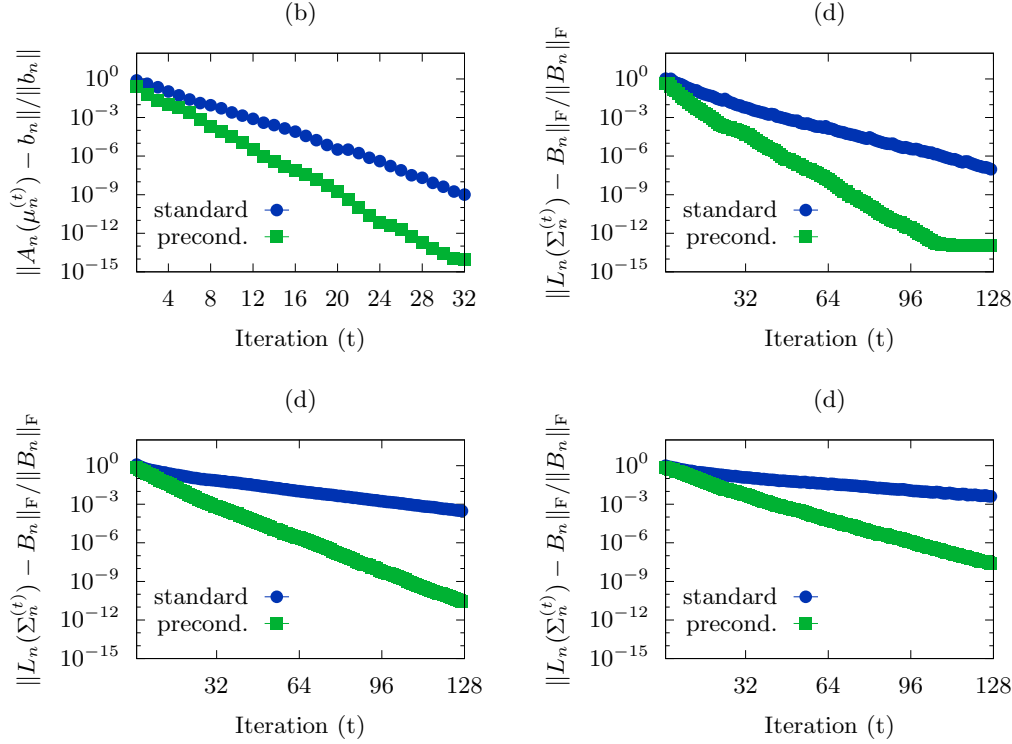 (b)
||A_n(μ_n^{(t)}) − b_n||/||b_n||
10^0
10^{-3}
10^{-6}
10^{-9}
10^{-12}
10^{-15}
standard
precond.
4 8 12 16 20 24 28 32
Iteration (t)
(d)
||L_n(Σ_n^{(t)}) − B_n||_F/||B_n||_F
10^0
10^{-3}
10^{-6}
10^{-9}
10^{-12}
10^{-15}
standard
precond.
32 64 96 128
Iteration (t)
(d)
||L_n(Σ_n^{(t)}) − B_n||_F/||B_n||_F
10^0
10^{-3}
10^{-6}
10^{-9}
10^{-12}
10^{-15}
standard
precond.
32 64 96 128
Iteration (t)
(d)
||L_n(Σ_n^{(t)}) − B_n||_F/||B_n||_F
10^0
10^{-3}
10^{-6}
10^{-9}
10^{-12}
10^{-15}
standard
precond.
32 64 96 128
Iteration (t)